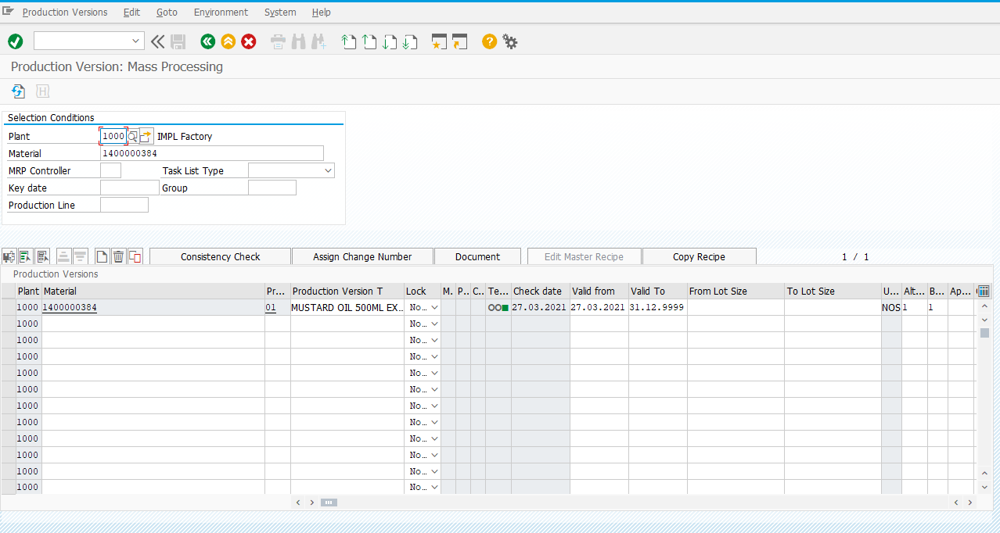 Production Versions Edit Goto Environment System Help
Production Version: Mass Processing
Selection Conditions
Plant 1000 IMPL Factory
Material 1400000384
MRP Controller Task List Type
Key date Group
Production Line
Consistency Check Assign Change Number Document Edit Master Recipe Copy Recipe 1 / 1
Production Versions
Plant Material Pr... Production Version T Lock M. P.. C.. Te... Check date Valid from Valid To From Lot Size To Lot Size U... Alt... B... Ap...
1000 1400000384 01 MUSTARD OIL 500ML EX... No... 27.03.2021 27.03.2021 31.12.9999 NOS 1 1
1000 No...
1000 No...
1000 No...
1000 No...
1000 No...
1000 No...
1000 No...
1000 No...
1000 No...
1000 No...
1000 No...